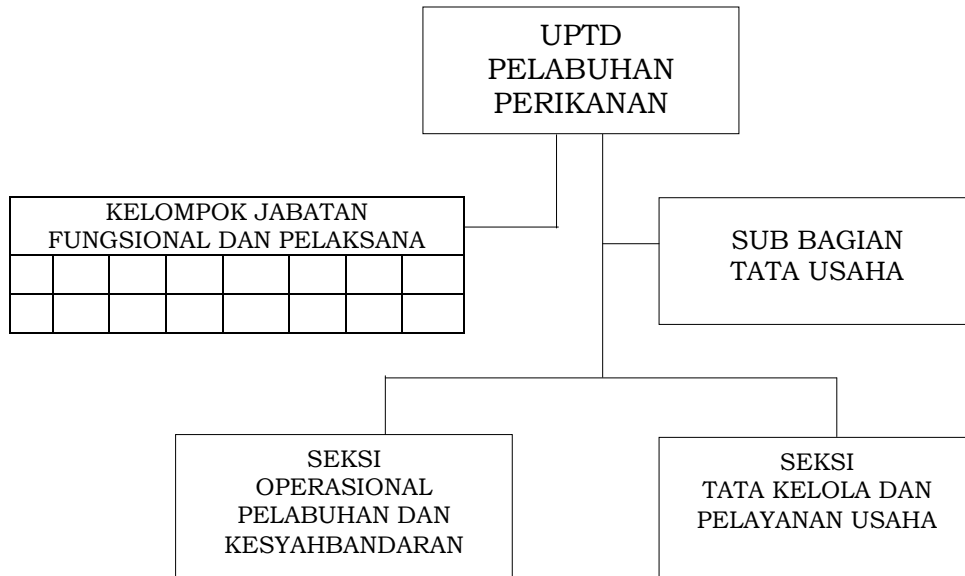 UPTD
PELABUHAN
PERIKANAN
KELOMPOK JABATAN
FUNGSIONAL DAN PELAKSANA
SUB BAGIAN
TATA USAHA
SEKSI
OPERASIONAL
PELABUHAN DAN
KESYAHBANDARAN
SEKSI
TATA KELOLA DAN
PELAYANAN USAHA